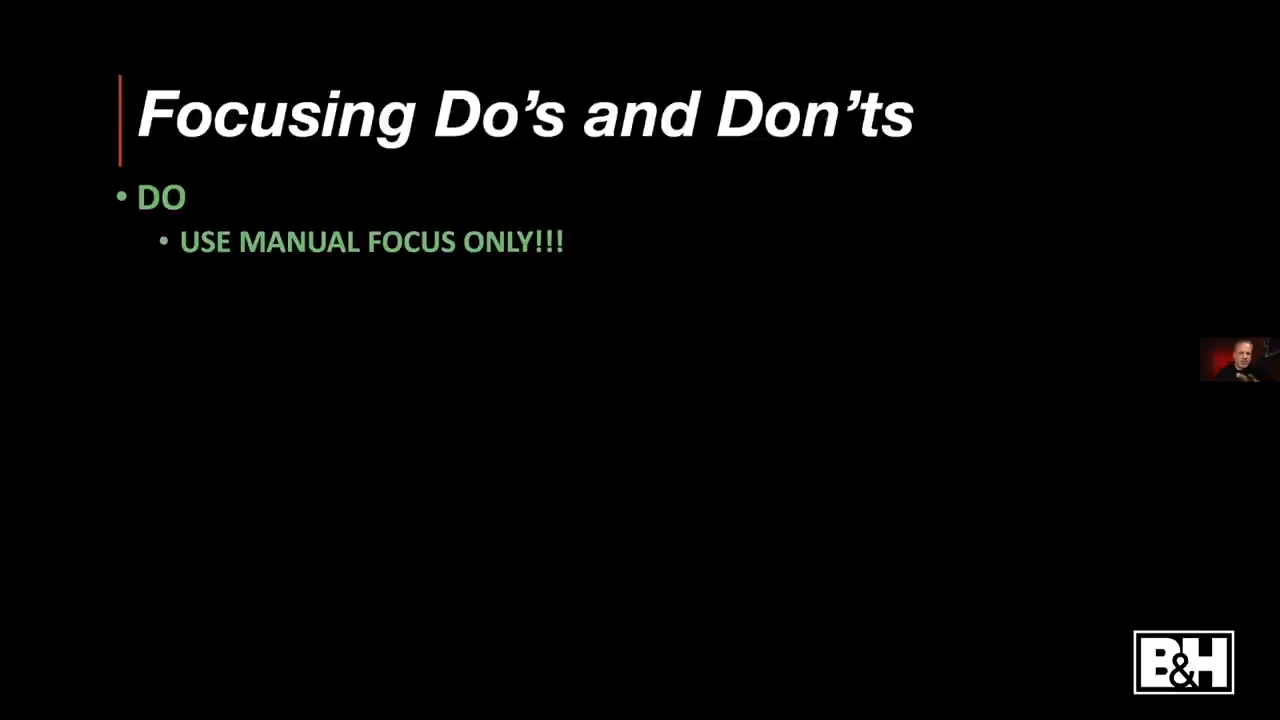 Focusing Do’s and Don’ts
• DO
• USE MANUAL FOCUS ONLY!!!
B&H